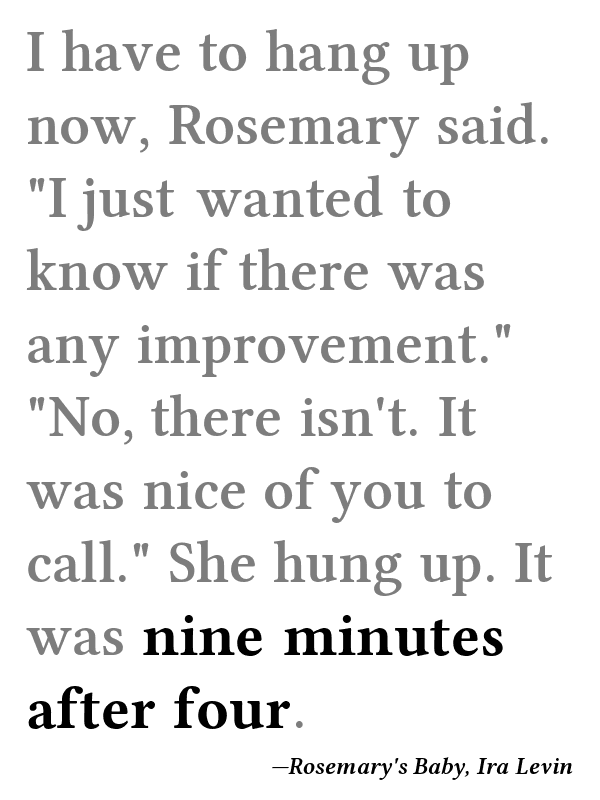 I have to hang up
now, Rosemary said.
"I just wanted to
know if there was
any improvement."
"No, there isn't. It
was nice of you to
call." She hung up. It
was nine minutes
after four.
—Rosemary's Baby, Ira Levin